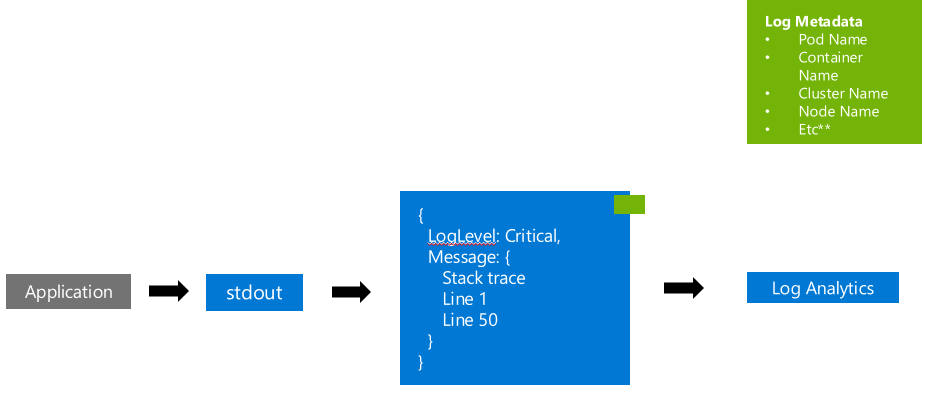 Log Metadata
• Pod Name
• Container
Name
• Cluster Name
• Node Name
• Etc**
{
LogLevel: Critical,
Message: {
Stack trace
Line 1
Line 50
}
}
Application
stdout
Log Analytics